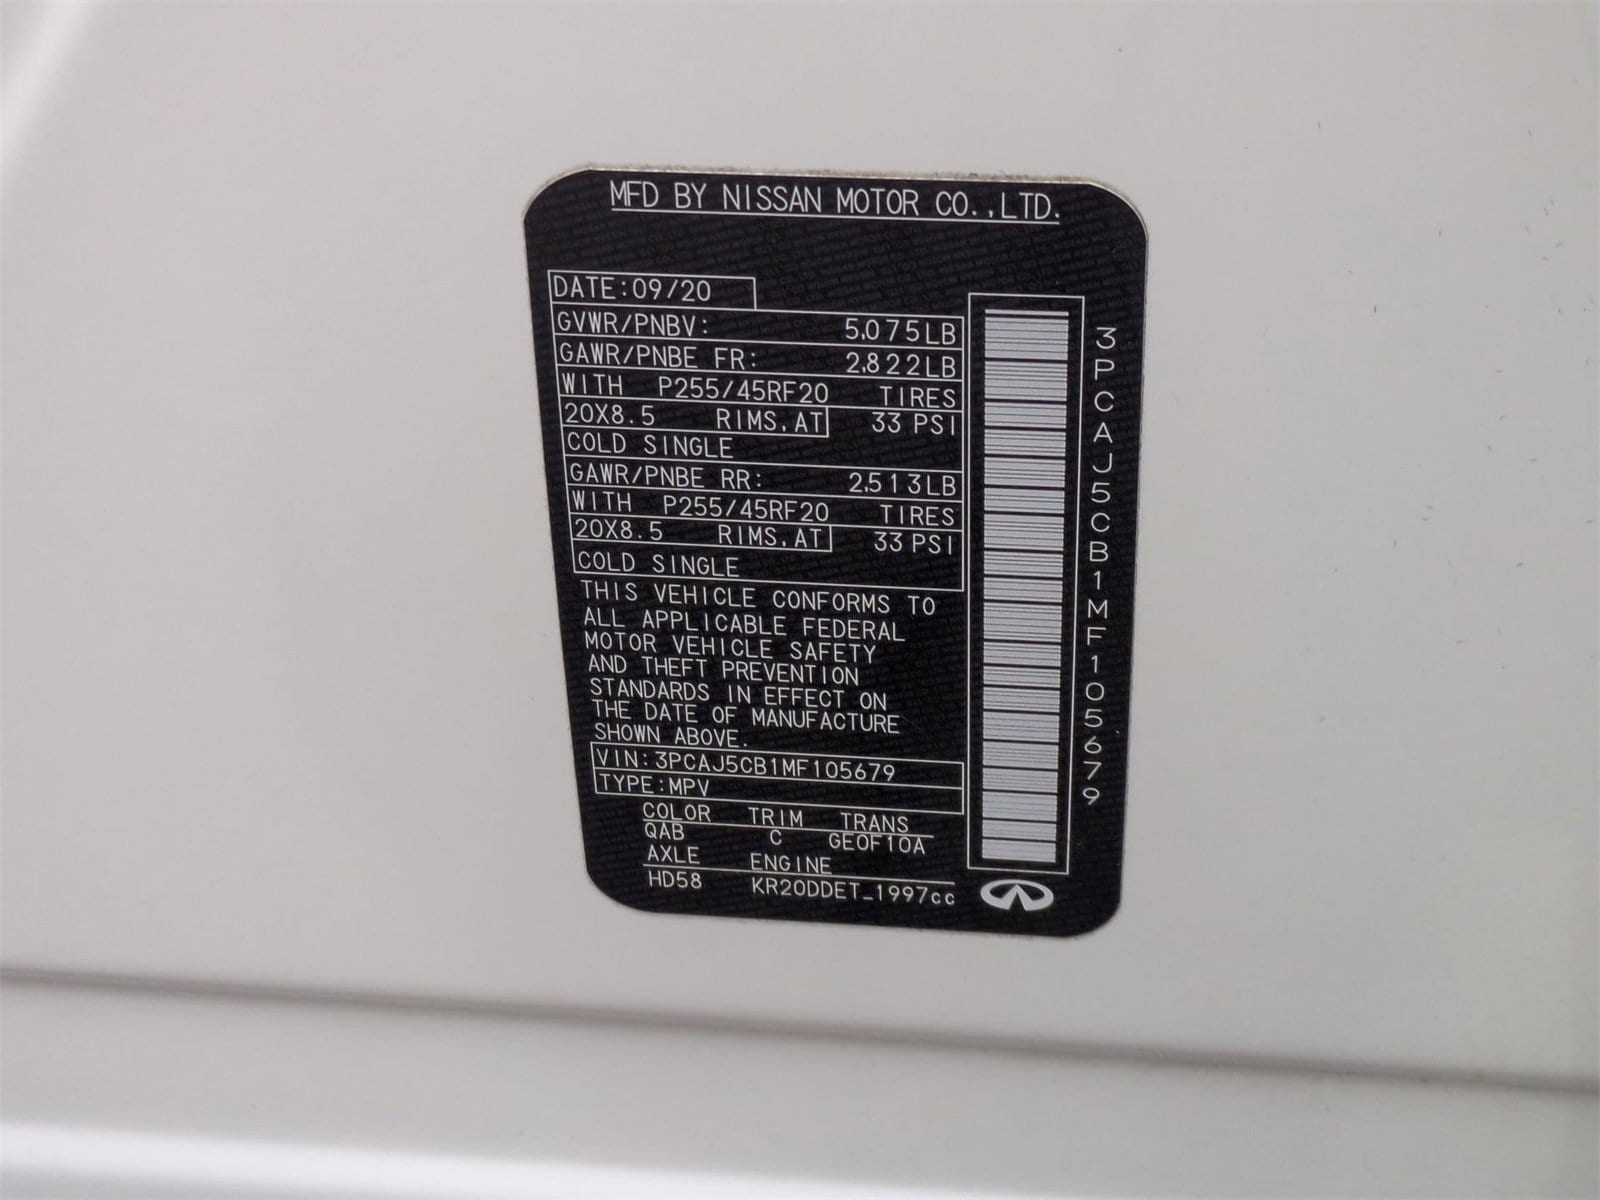 MFD BY NISSAN MOTOR CO.,LTD.
DATE:09/20
GVWR/PNBV: 5,075LB
GAWR/PNBE FR: 2,822LB
WITH P255/45RF20 TIRES
20X8.5 RIMS,AT 33 PSI
COLD SINGLE
GAWR/PNBE RR: 2,513LB
WITH P255/45RF20 TIRES
20X8.5 RIMS,AT 33 PSI
COLD SINGLE
THIS VEHICLE CONFORMS TO
ALL APPLICABLE FEDERAL
MOTOR VEHICLE SAFETY
AND THEFT PREVENTION
STANDARDS IN EFFECT ON
THE DATE OF MANUFACTURE
SHOWN ABOVE.
VIN:3PCAJ5CB1MF105679
TYPE:MPV
COLOR TRIM TRANS
QAB C GE0F10A
AXLE ENGINE
HD58 KR20DDET_1997cc
3PCAJ5CB1MF105679